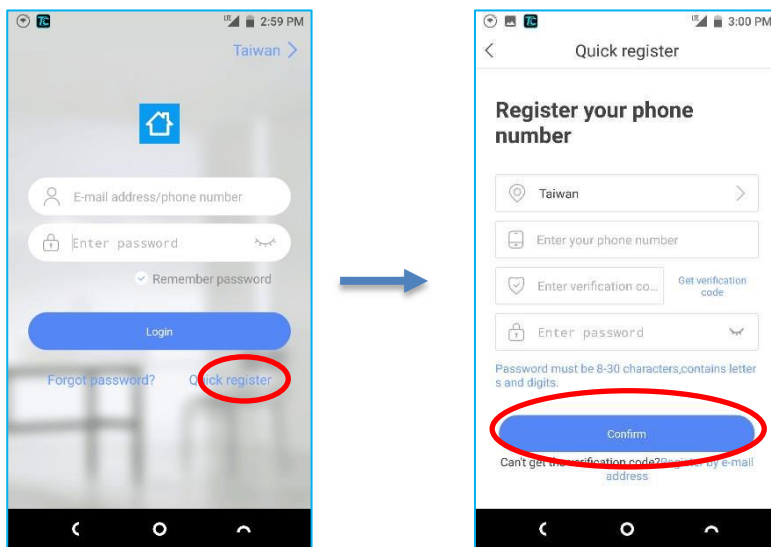 LTE 2:59 PM
Taiwan >
E-mail address/phone number
Enter password
Remember password
Login
Forgot password? Quick register
LTE 3:00 PM
Quick register
Register your phone
number
Taiwan
Enter your phone number
Enter verification co...
Get verification
code
Enter password
Password must be 8-30 characters,contains letter
s and digits.
Confirm
Can't get the verification code?Register by e-mail
address